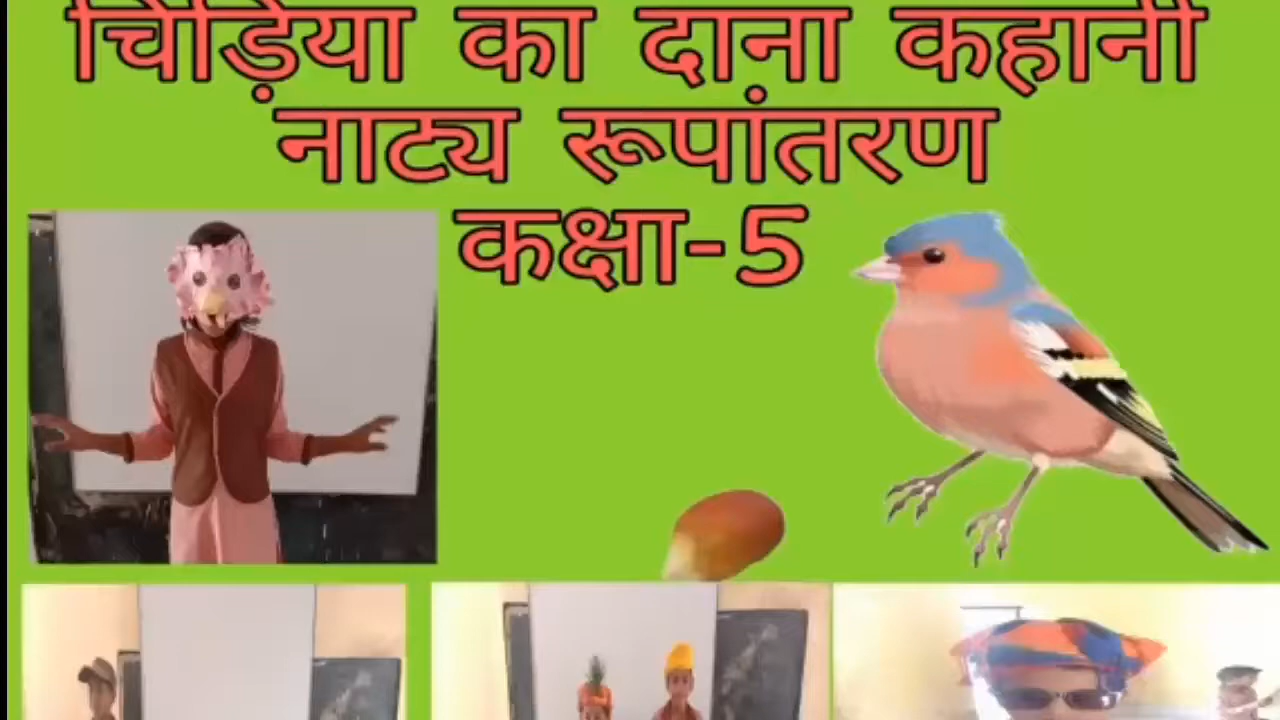 चिड़िया का दाना कहानी
नाट्य रूपांतरण
कक्षा-5